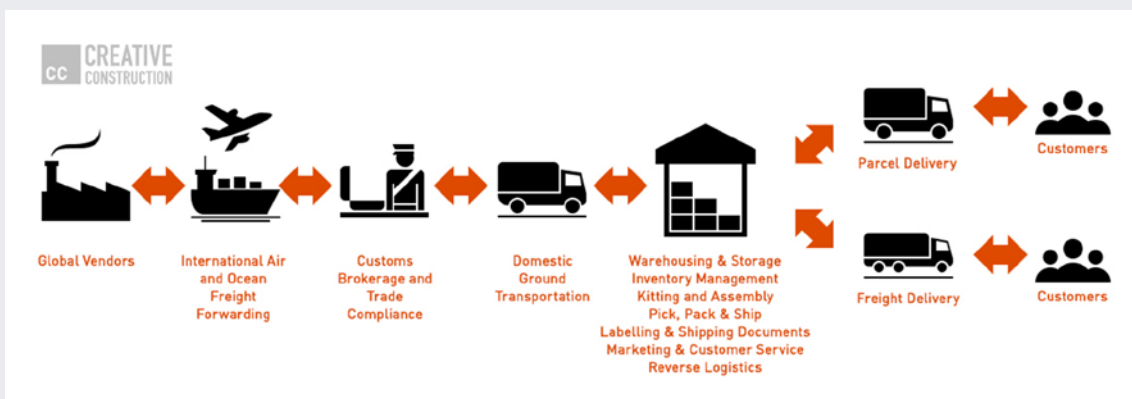 CC CREATIVE
CONSTRUCTION
Global Vendors
International Air
and Ocean
Freight
Forwarding
Customs
Brokerage and
Trade
Compliance
Domestic
Ground
Transportation
Warehousing & Storage
Inventory Management
Kitting and Assembly
Pick, Pack & Ship
Labelling & Shipping Documents
Marketing & Customer Service
Reverse Logistics
Parcel Delivery
Customers
Freight Delivery
Customers